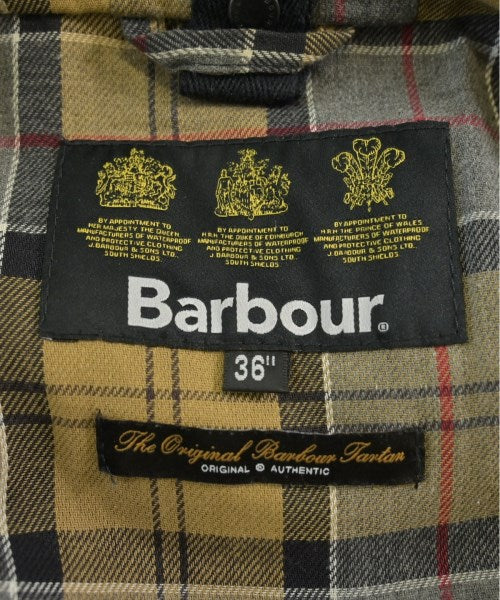 BY APPOINTMENT TO
HER MAJESTY THE QUEEN
MANUFACTURERS OF WATERPROOF
AND PROTECTIVE CLOTHING
J. BARBOUR & SONS LTD.
SOUTH SHIELDS.
BY APPOINTMENT TO
H.R.H. THE DUKE OF EDINBURGH
MANUFACTURERS OF WATERPROOF
AND PROTECTIVE CLOTHING
J. BARBOUR & SONS LTD.
SOUTH SHIELDS.
BY APPOINTMENT TO
H.R.H. THE PRINCE OF WALES
MANUFACTURERS OF WATERPROOF
AND PROTECTIVE CLOTHING
J. BARBOUR & SONS LTD.
SOUTH SHIELDS.
Barbour®
36"
The Original Barbour Tartan
ORIGINAL ® AUTHENTIC